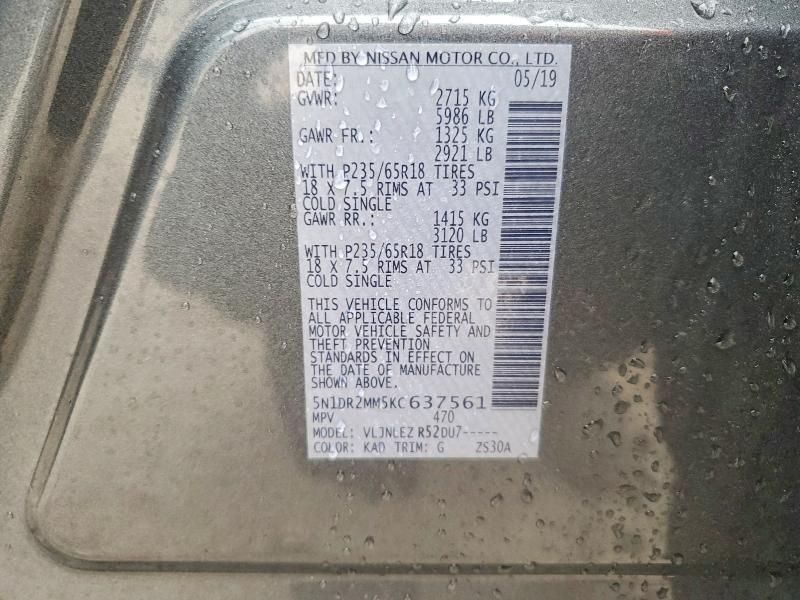 MFD BY NISSAN MOTOR CO., LTD.
DATE: 05/19
GVWR: 2715 KG
5986 LB
GAWR FR.: 1325 KG
2921 LB
WITH P235/65R18 TIRES
18 X 7.5 RIMS AT 33 PSI
COLD SINGLE
GAWR RR.: 1415 KG
3120 LB
WITH P235/65R18 TIRES
18 X 7.5 RIMS AT 33 PSI
COLD SINGLE
THIS VEHICLE CONFORMS TO
ALL APPLICABLE FEDERAL
MOTOR VEHICLE SAFETY AND
THEFT PREVENTION
STANDARDS IN EFFECT ON
THE DATE OF MANUFACTURE
SHOWN ABOVE.
5N1DR2MM5KC637561
MPV 470
MODEL: VLJNLEZ R52DU7-----
COLOR: KAD TRIM: G ZS30A